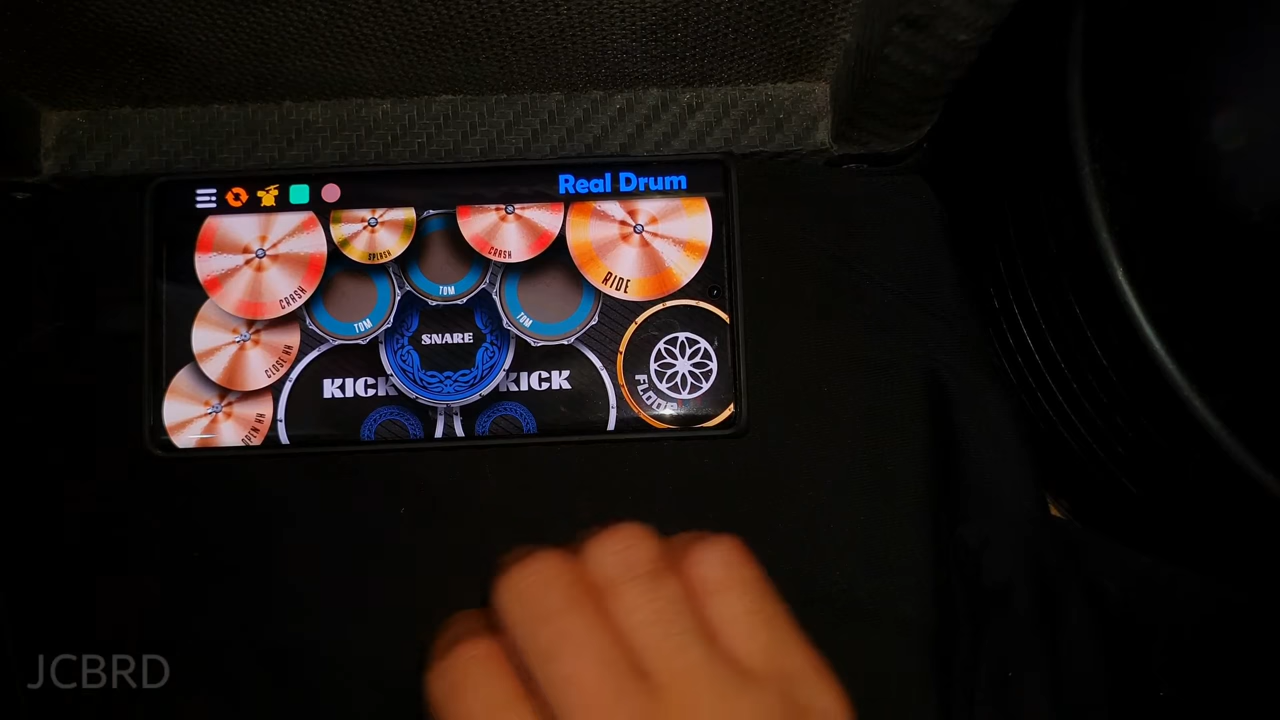 Real Drum
SPLASH
CRASH
CRASH
RIDE
TOM
TOM
TOM
SNARE
CLOSE HH
KICK
KICK
FLOOR
OPEN HH
JCBRD